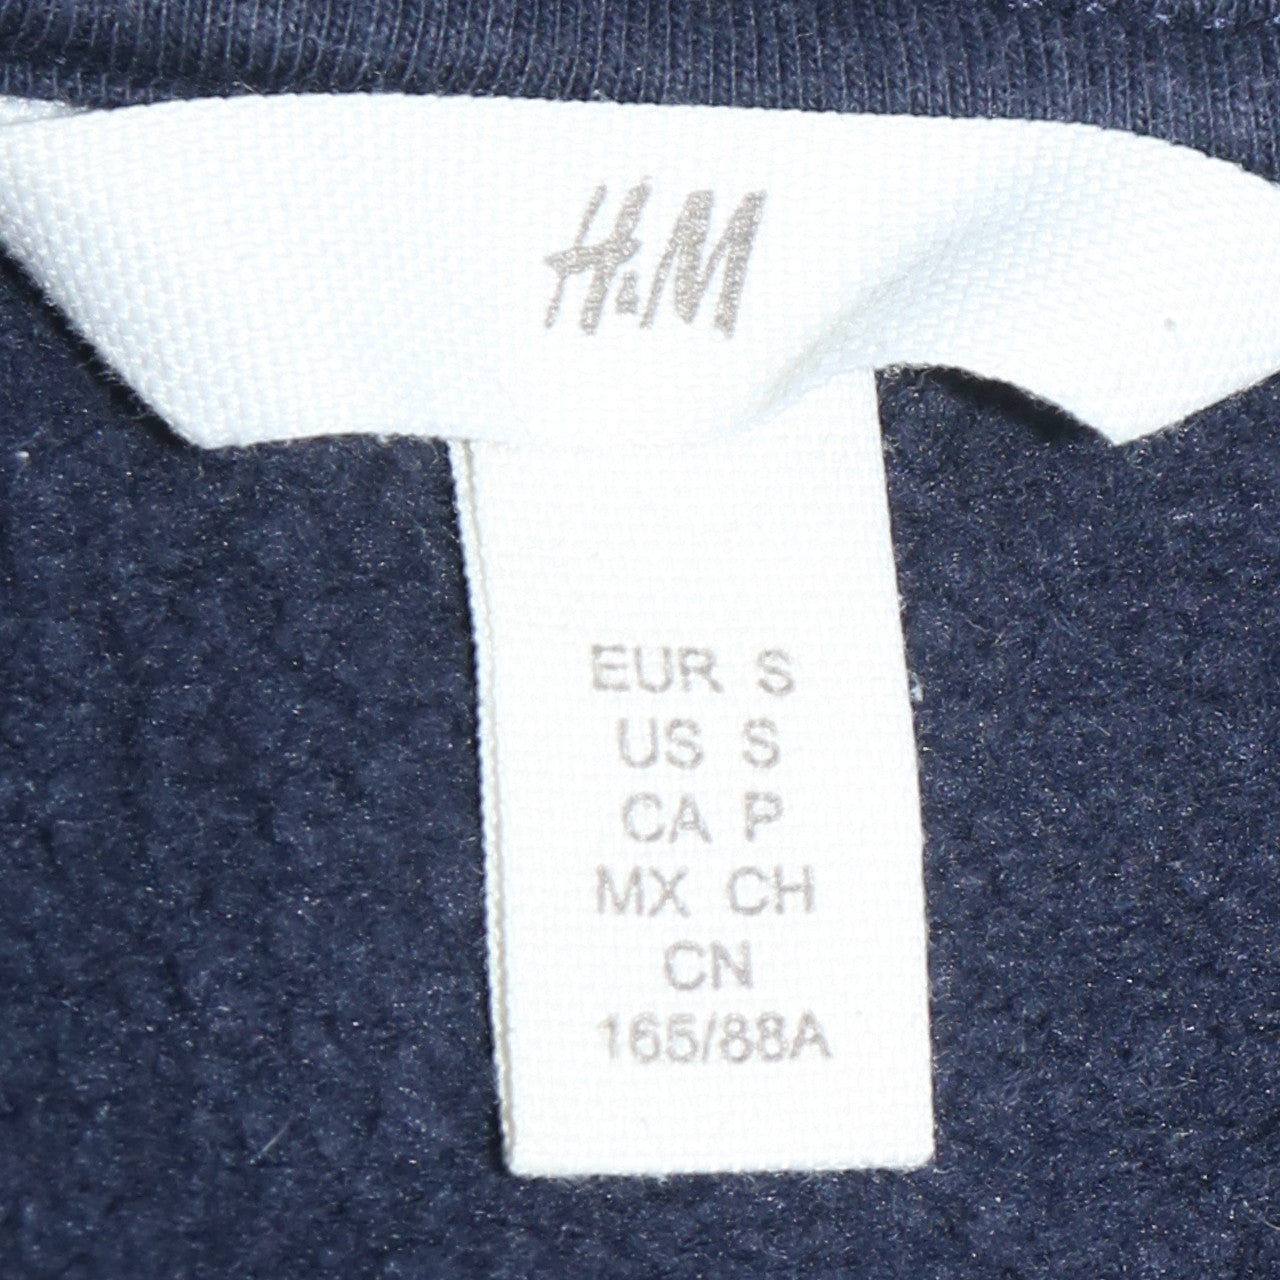 H&M
EUR S
US S
CA P
MX CH
CN
165/88A